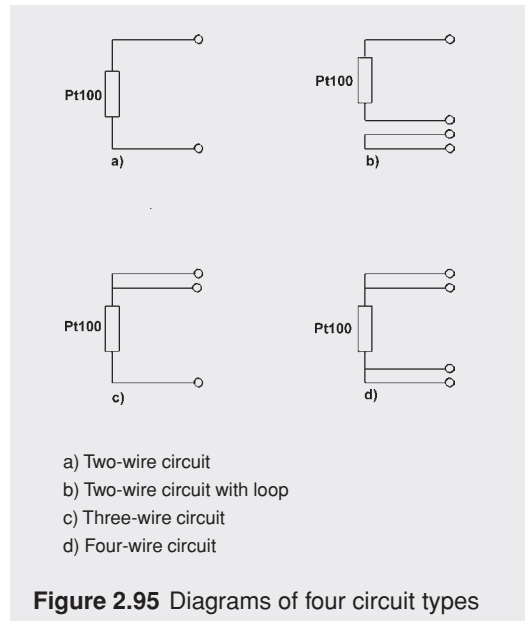 Pt100
a)
Pt100
b)
Pt100
c)
Pt100
d)
a) Two-wire circuit
b) Two-wire circuit with loop
c) Three-wire circuit
d) Four-wire circuit
Figure 2.95 Diagrams of four circuit types